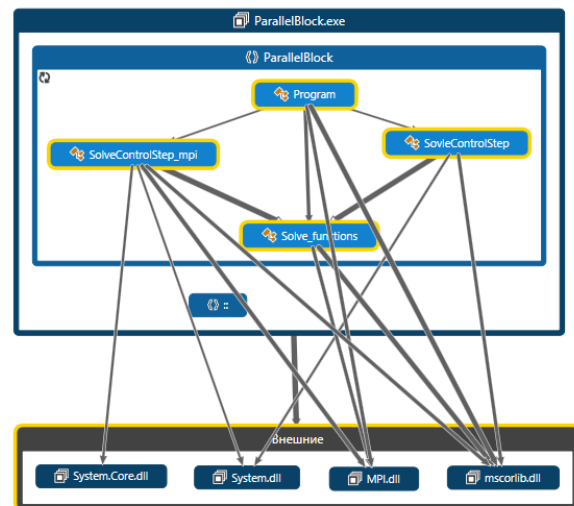 ParallelBlock.exe
ParallelBlock
Program
SolveControlStep_mpi
SovleControlStep
Solve_functions
::
Внешние
System.Core.dll
System.dll
MPI.dll
mscorlib.dll